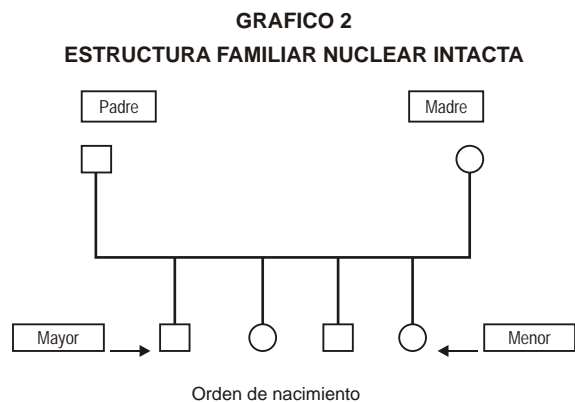 GRAFICO 2
ESTRUCTURA FAMILIAR NUCLEAR INTACTA
Padre
Madre
Mayor
Menor
Orden de nacimiento